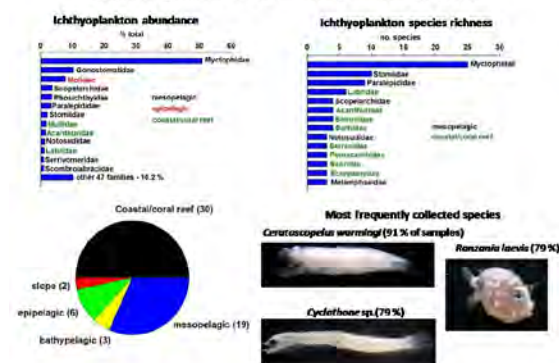 Ichthyoplankton abundance
% total
0 10 20 30 40 50 60
Myctophidae
Gonostomatidae
Molidae
Scopelarchidae
Phosichthyidae
Paralepididae
Stomiidae
Mullidae
Acanthuridae
Notosudidae
Labridae
Serrivomeridae
Scombrolabracidae
other 47 families - 10.2 %
mesopelagic
epipelagic
coastal/coral reef
Ichthyoplankton species richness
no. species
0 5 10 15 20 25 30
Myctophidae
Stomiidae
Paralepididae
Labridae
Scopelarchidae
Acanthuridae
Bothidae
Notosudidae
Serranidae
Pomacanthidae
Scorpaenidae
Melamphaidae
mesopelagic
coastal/coral reef
Coastal/coral reef (30)
slope (2)
epipelagic (6)
bathypelagic (3)
mesopelagic (19)
Most frequently collected species
Ceratoscopelus warmingi (91 % of samples)
Ranzania laevis (79 %)
Cyclothone sp. (79 %)